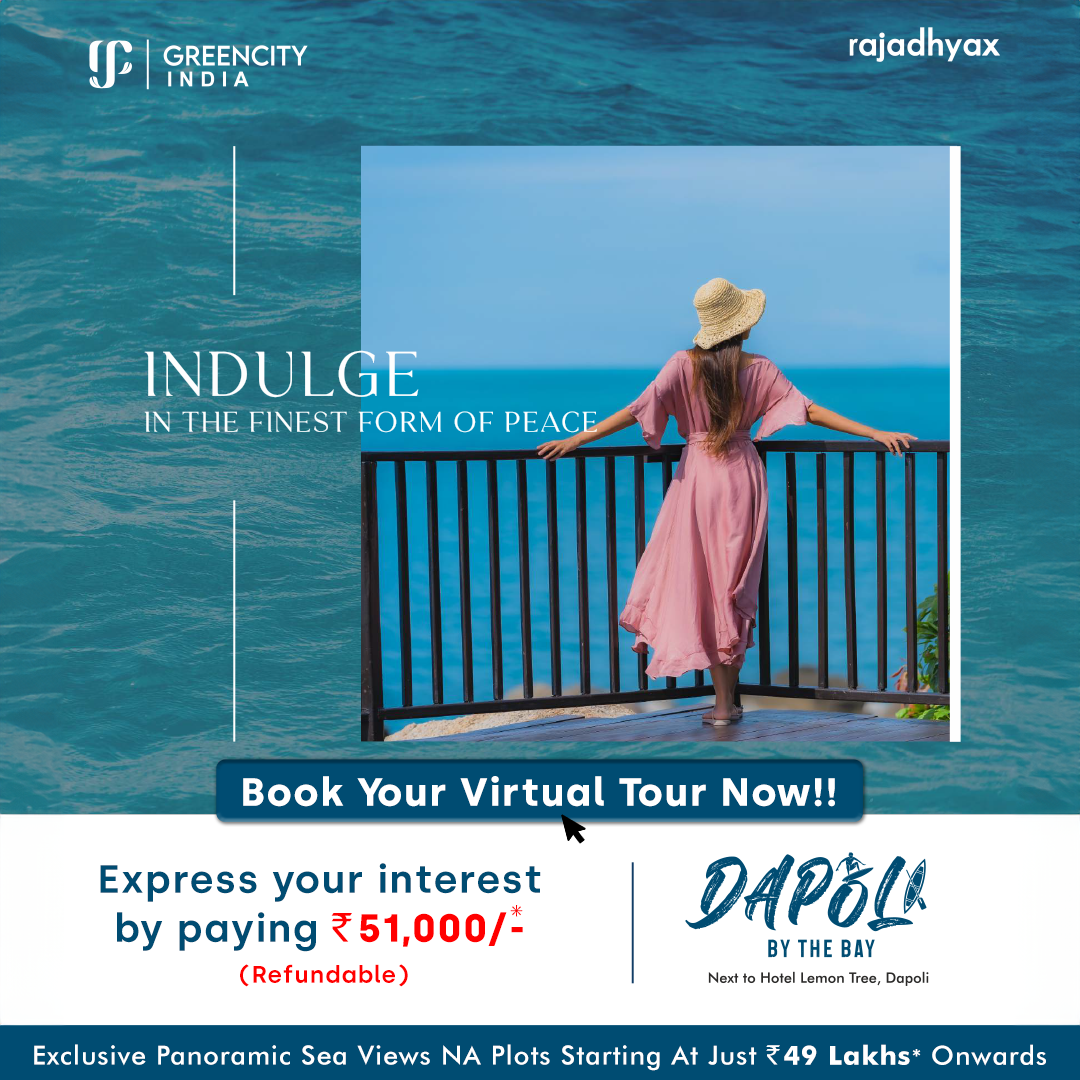 GREENCITY
INDIA
rajadhyax
INDULGE
IN THE FINEST FORM OF PEACE
Book Your Virtual Tour Now!!
Express your interest
by paying ₹51,000/-*
(Refundable)
DAPOLI
BY THE BAY
Next to Hotel Lemon Tree, Dapoli
Exclusive Panoramic Sea Views NA Plots Starting At Just ₹49 Lakhs* Onwards